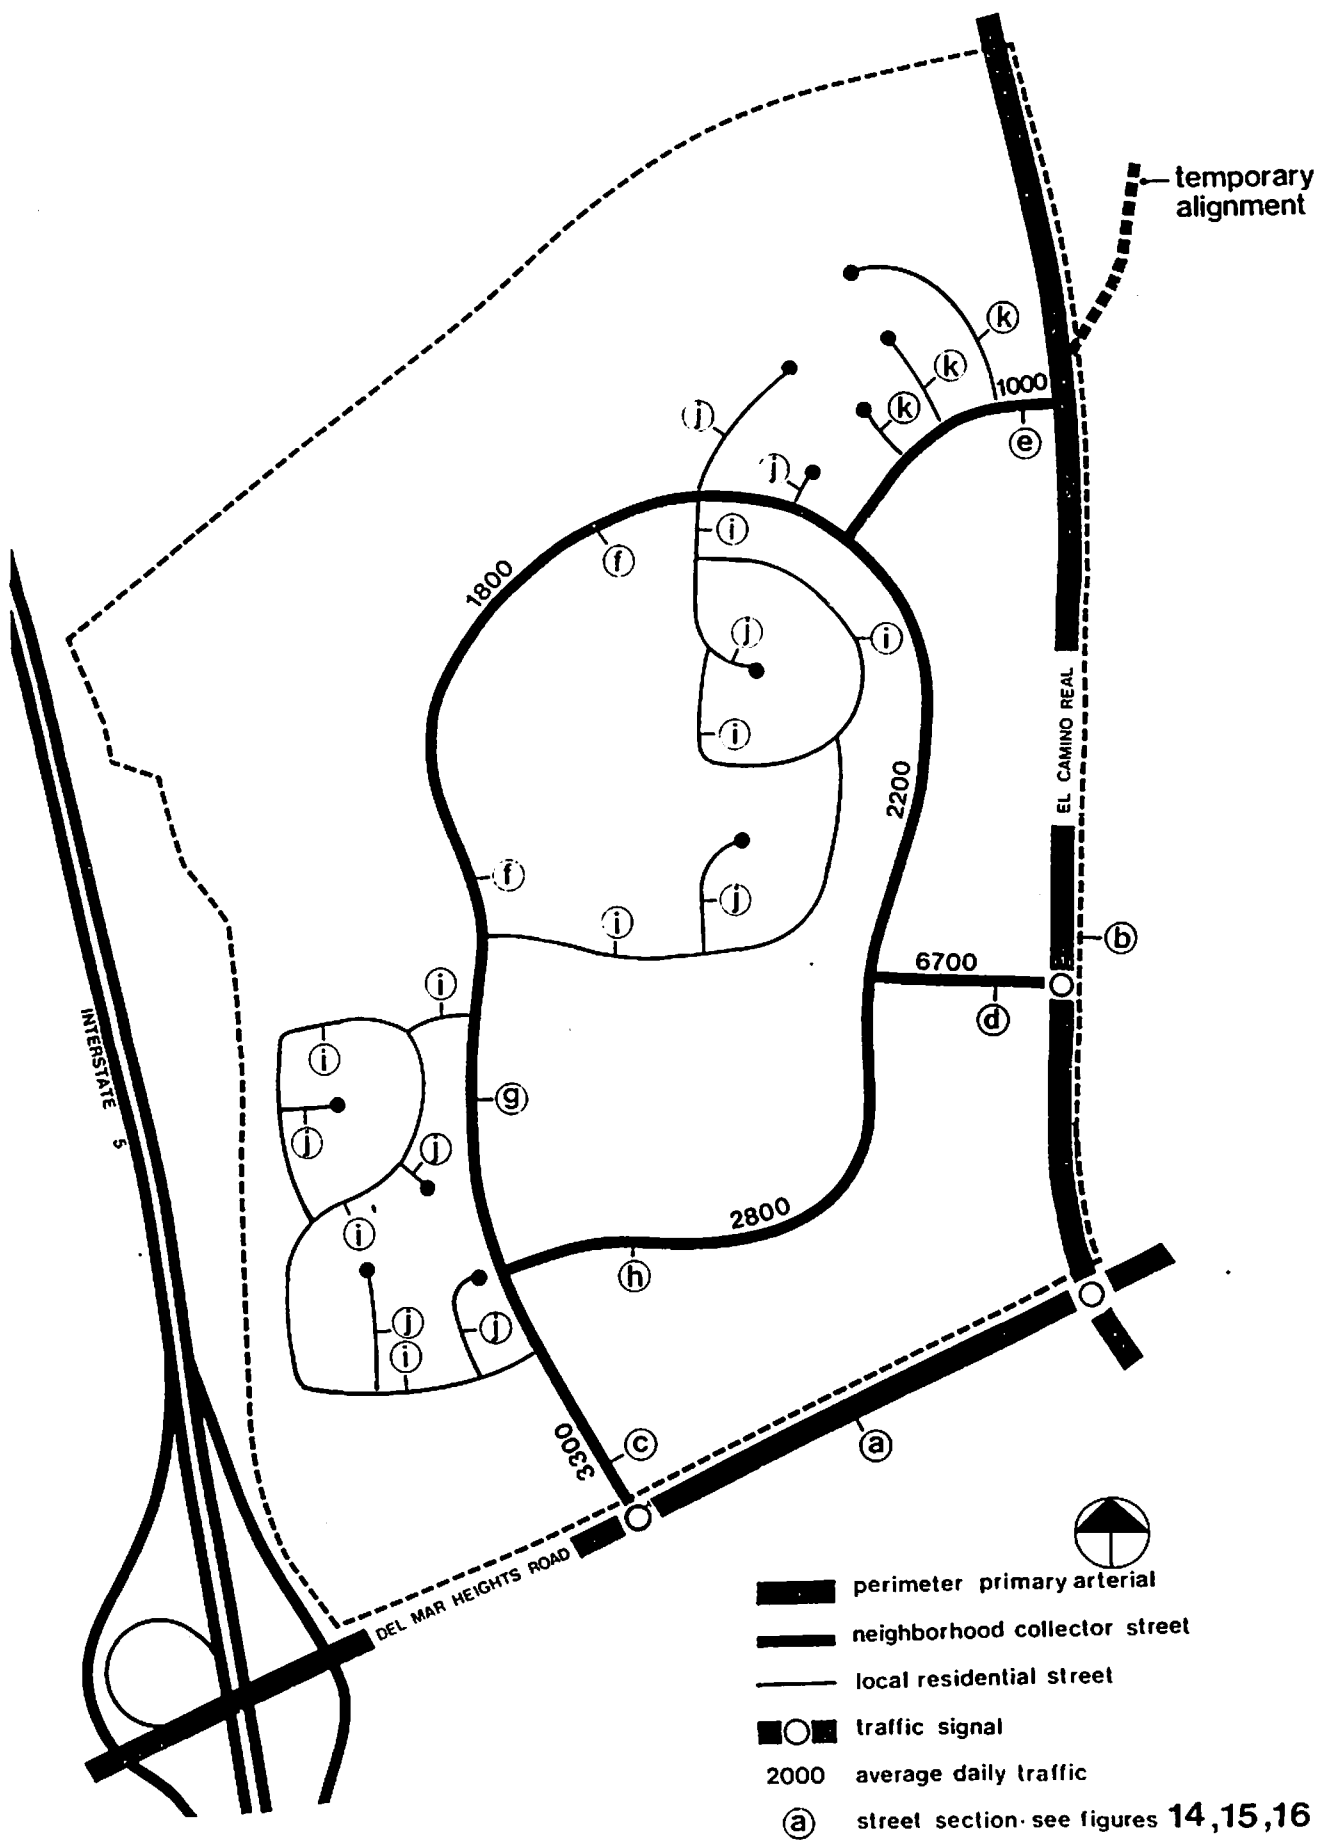 temporary
alignment
k
k
1000
j
k
e
j
i
f
1800
j
i
i
EL CAMINO REAL
2200
f
j
i
b
6700
i
d
INTERSTATE 5
i
g
j
j
2800
i
h
j
j
i
3300
c
a
DEL MAR HEIGHTS ROAD
perimeter primary arterial
neighborhood collector street
local residential street
traffic signal
2000 average daily traffic
a street section · see figures 14,15,16